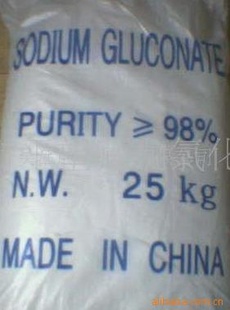 SODIUM GLUCONATE
PURITY ≥ 98%
N.W. 25 kg
MADE IN CHINA